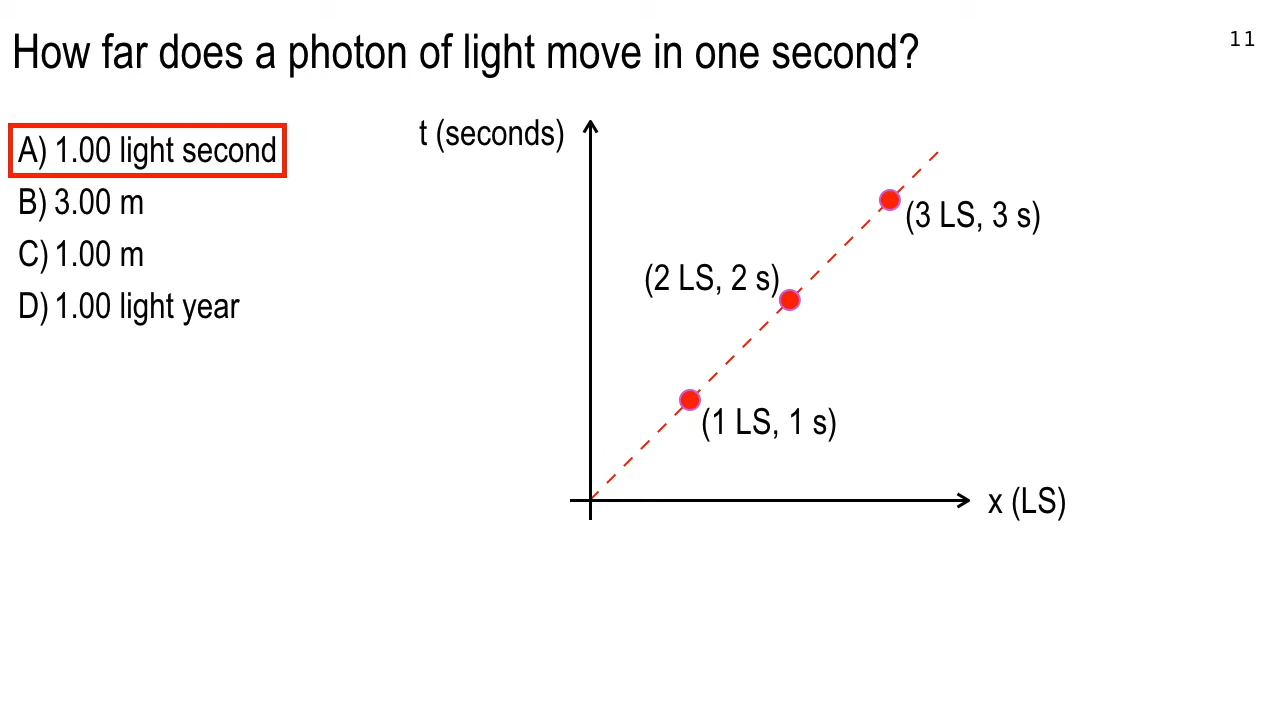 How far does a photon of light move in one second?
11
A) 1.00 light second
B) 3.00 m
C) 1.00 m
D) 1.00 light year
t (seconds)
(3 LS, 3 s)
(2 LS, 2 s)
(1 LS, 1 s)
x (LS)